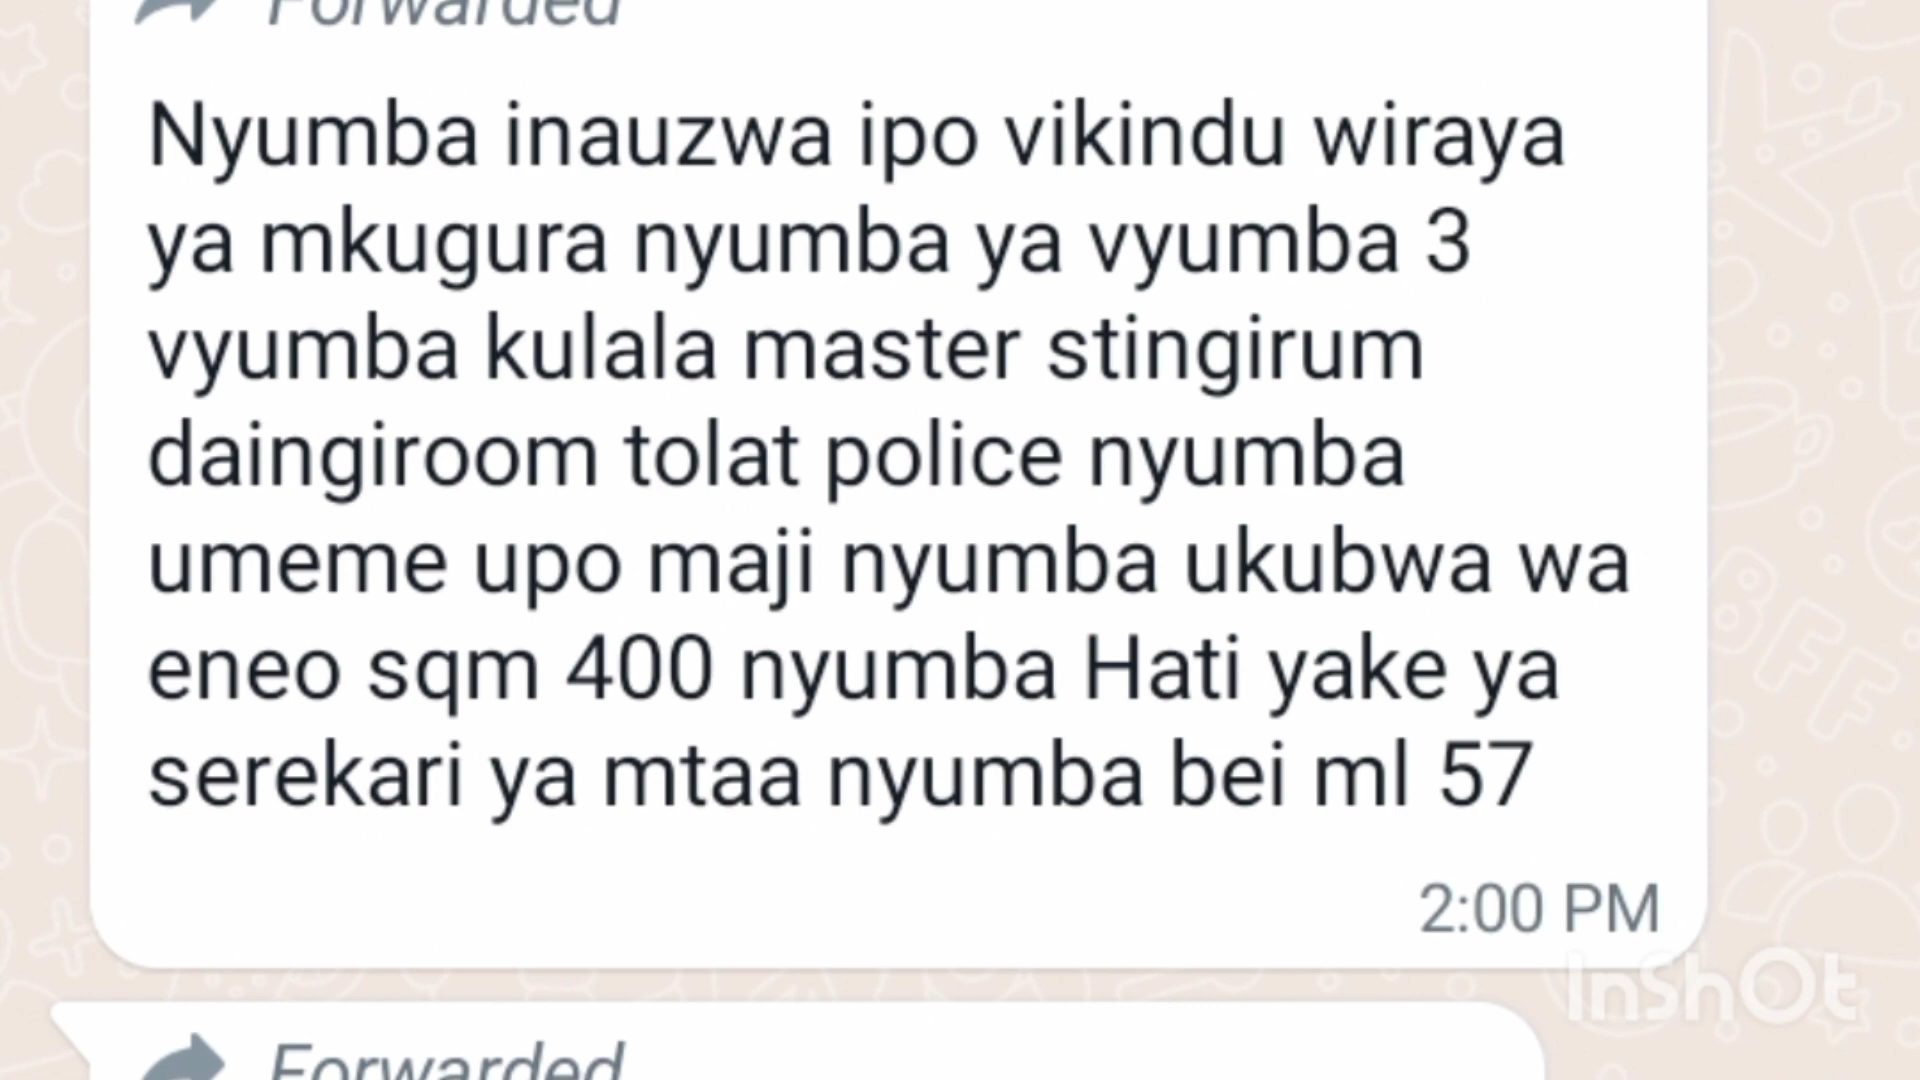 Forwarded
Nyumba inauzwa ipo vikindu wiraya
ya mkugura nyumba ya vyumba 3
vyumba kulala master stingirum
daingiroom tolat police nyumba
umeme upo maji nyumba ukubwa wa
eneo sqm 400 nyumba Hati yake ya
serekari ya mtaa nyumba bei ml 57
2:00 PM
InShOt
Forwarded